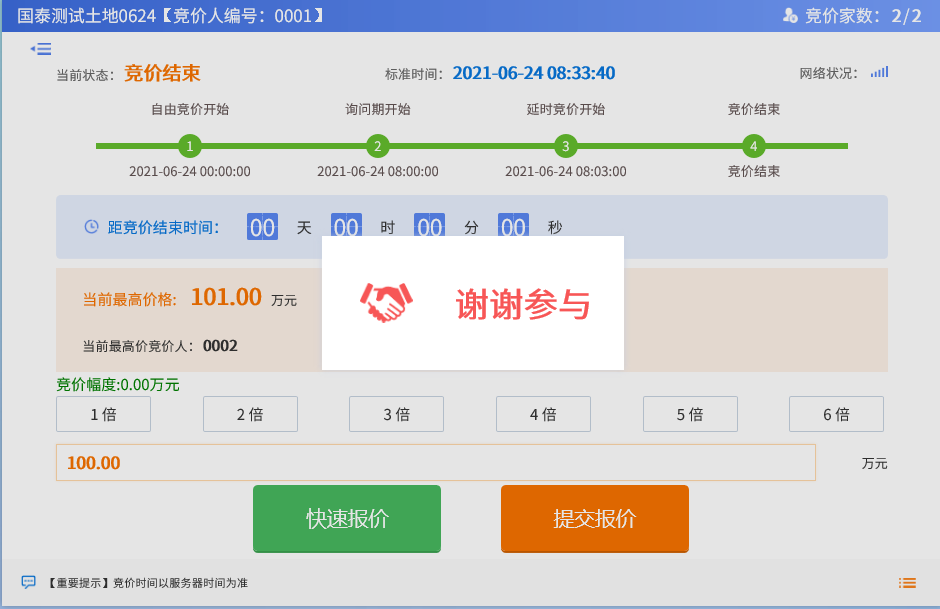 国泰测试土地0624【竞价人编号：0001】 竞价家数：2/2
当前状态： 竞价结束 标准时间： 2021-06-24 08:33:40 网络状况：
自由竞价开始 询问期开始 延时竞价开始 竞价结束
1 2 3 4
2021-06-24 00:00:00 2021-06-24 08:00:00 2021-06-24 08:03:00 竞价结束
距竞价结束时间： 00 天 00 时 00 分 00 秒
当前最高价格: 101.00 万元
谢谢参与
当前最高价竞价人： 0002
竞价幅度:0.00万元
1 倍 2 倍 3 倍 4 倍 5 倍 6 倍
100.00 万元
快速报价 提交报价
【重要提示】竞价时间以服务器时间为准